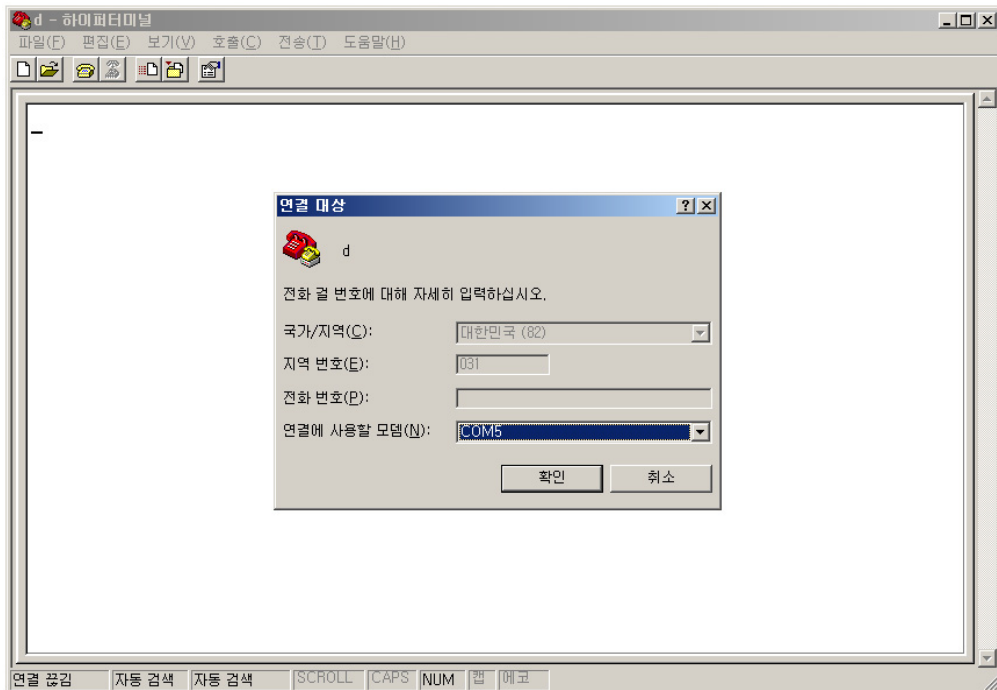 d - 하이퍼터미널
파일(F) 편집(E) 보기(V) 호출(C) 전송(T) 도움말(H)
연결 대상
d
전화 걸 번호에 대해 자세히 입력하십시오.
국가/지역(C): 대한민국 (82)
지역 번호(E): 031
전화 번호(P):
연결에 사용할 모뎀(N): COM5
확인 취소
연결 끊김 자동 검색 자동 검색 SCROLL CAPS NUM 캡 에코